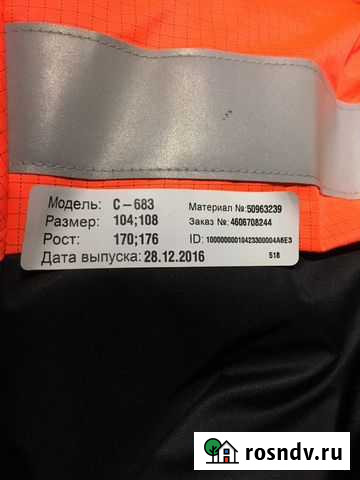 Модель: С-683
Размер: 104;108
Рост: 170;176
Дата выпуска: 28.12.2016
Материал №:50963239
Заказ №: 4606708244
ID: 10000000010423300004A6E3
518
rosndv.ru